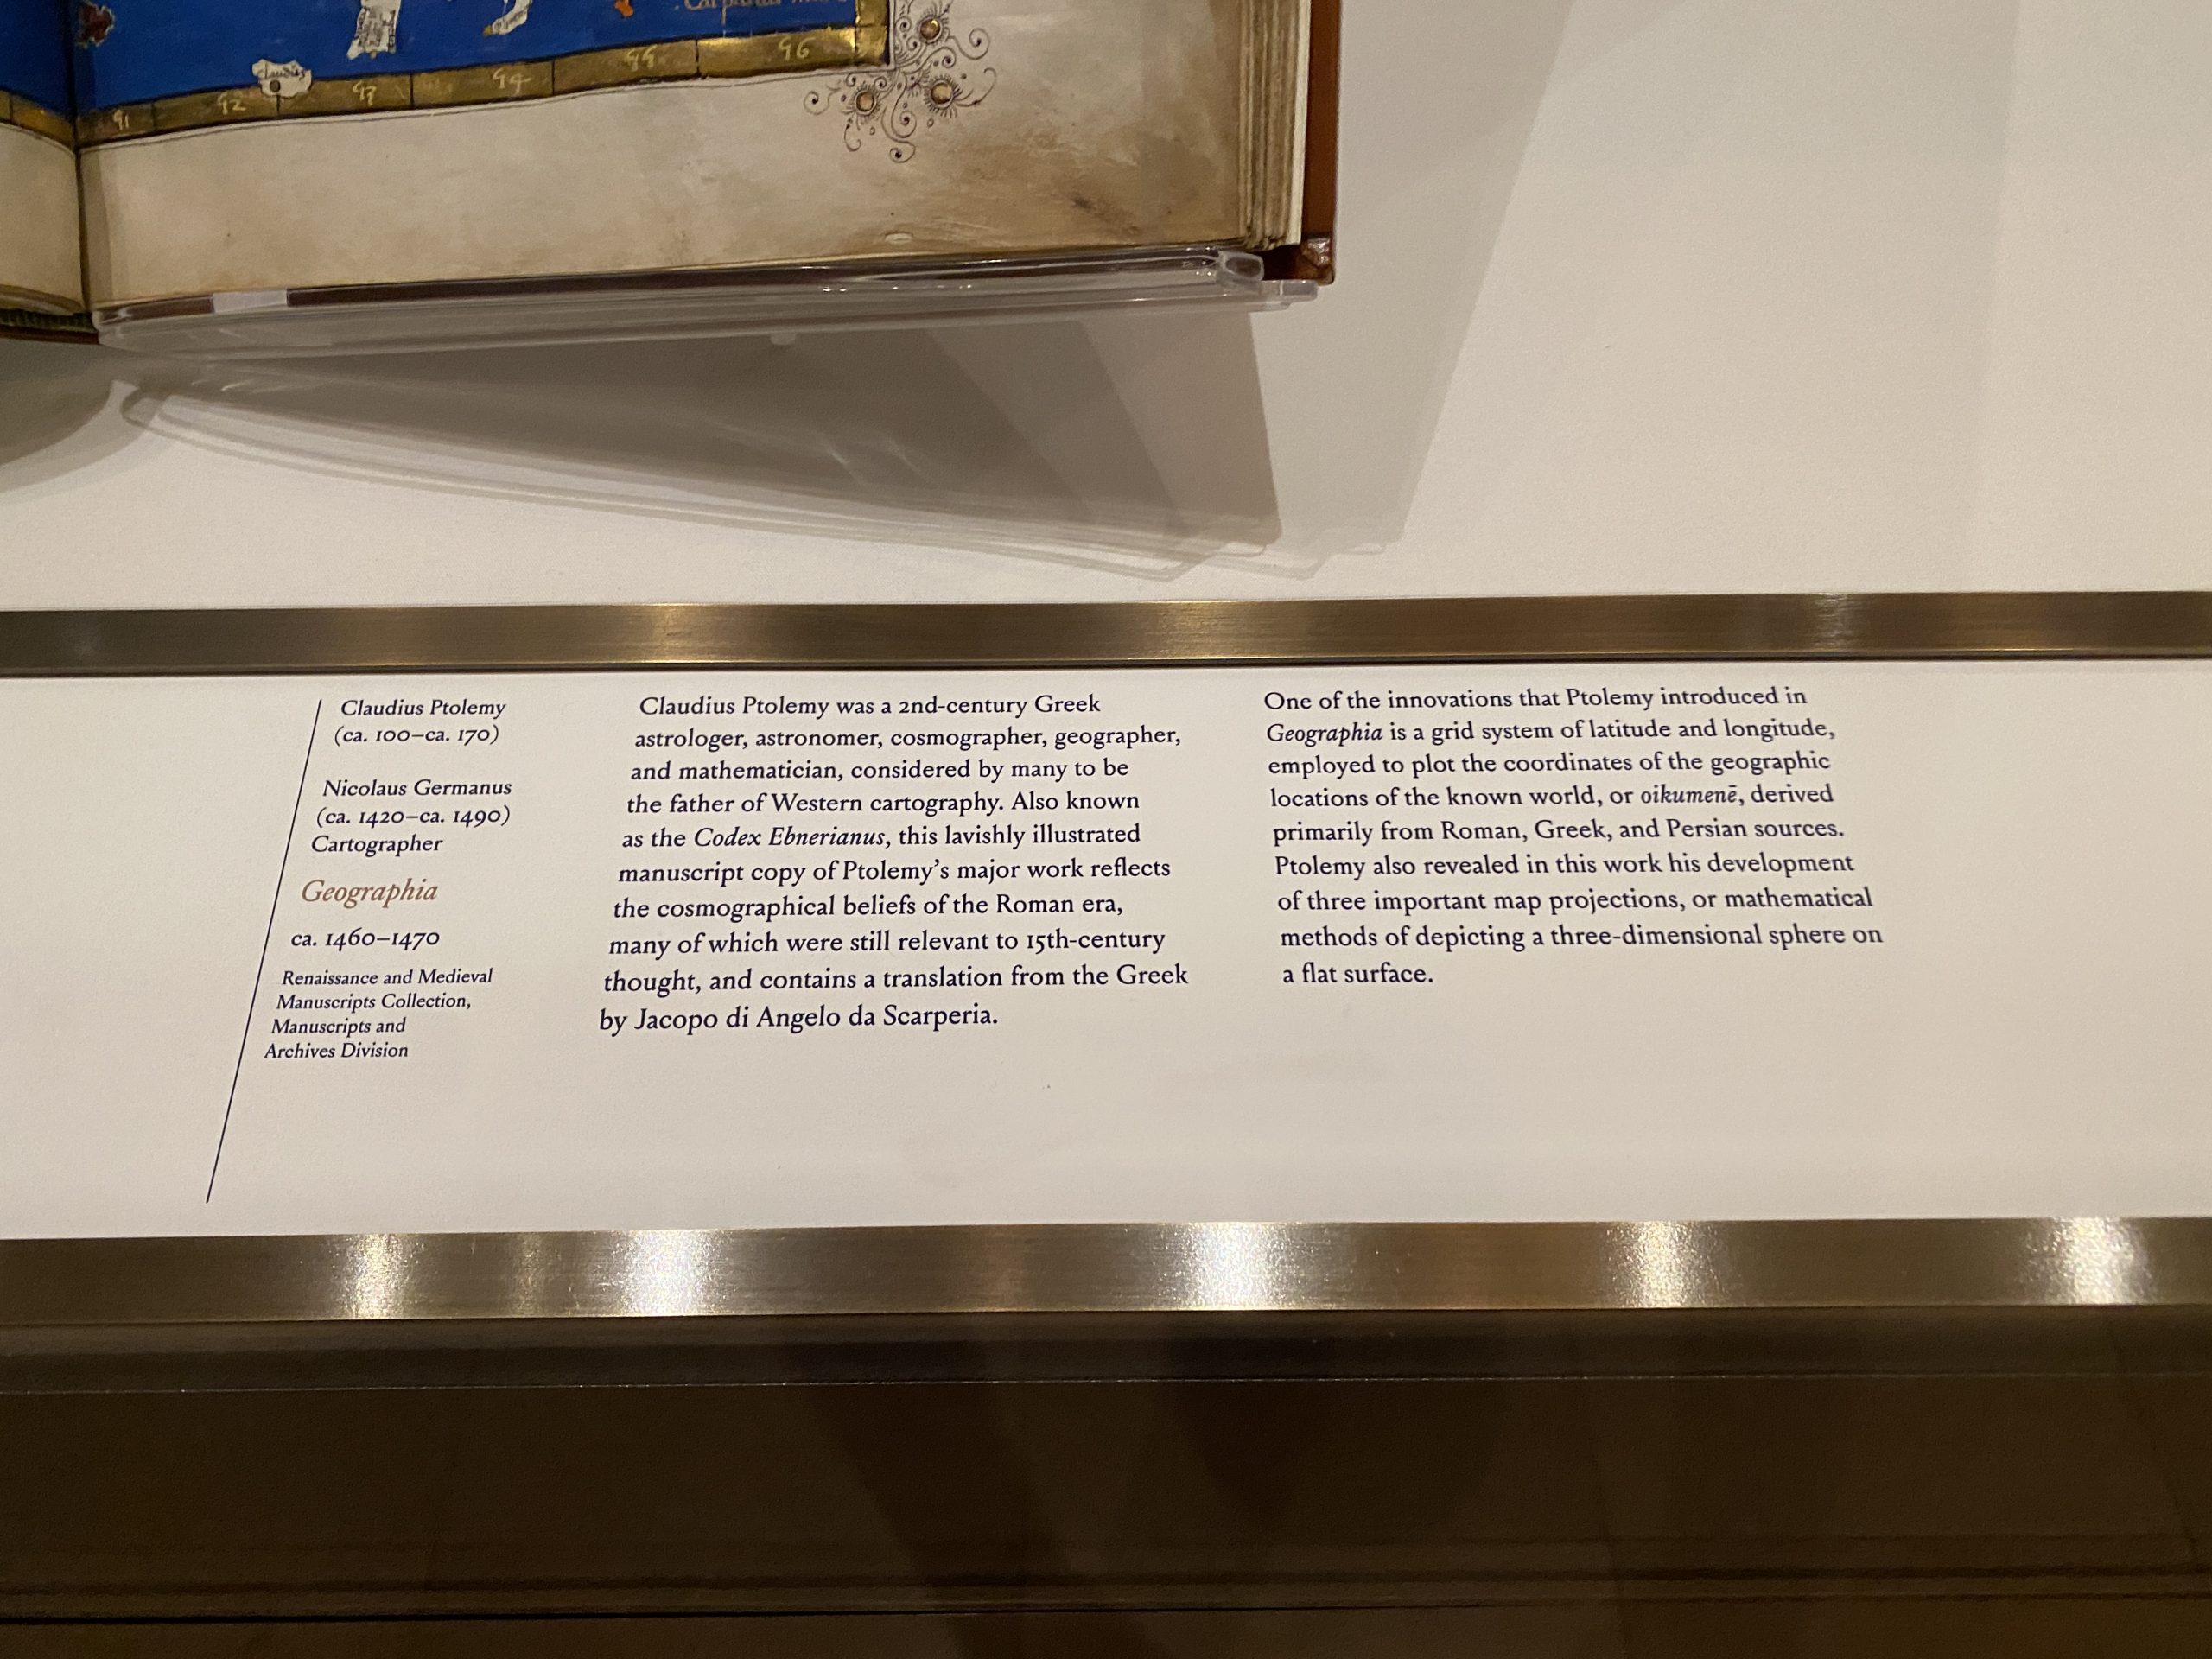 91 92 93 94 95 96
Claudius Ptolemy
(ca. 100–ca. 170)
Nicolaus Germanus
(ca. 1420–ca. 1490)
Cartographer
Geographia
ca. 1460–1470
Renaissance and Medieval
Manuscripts Collection,
Manuscripts and
Archives Division
Claudius Ptolemy was a 2nd-century Greek
astrologer, astronomer, cosmographer, geographer,
and mathematician, considered by many to be
the father of Western cartography. Also known
as the Codex Ebnerianus, this lavishly illustrated
manuscript copy of Ptolemy’s major work reflects
the cosmographical beliefs of the Roman era,
many of which were still relevant to 15th-century
thought, and contains a translation from the Greek
by Jacopo di Angelo da Scarperia.
One of the innovations that Ptolemy introduced in
Geographia is a grid system of latitude and longitude,
employed to plot the coordinates of the geographic
locations of the known world, or oikumenē, derived
primarily from Roman, Greek, and Persian sources.
Ptolemy also revealed in this work his development
of three important map projections, or mathematical
methods of depicting a three-dimensional sphere on
a flat surface.